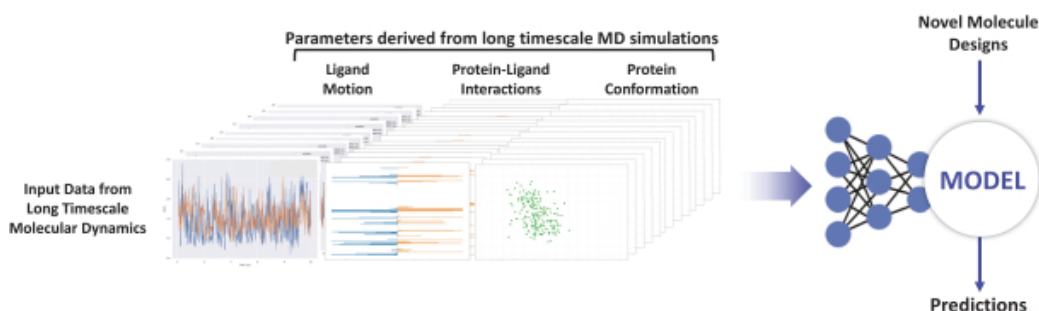 Parameters derived from long timescale MD simulations
Ligand
Motion
Protein-Ligand
Interactions
Protein
Conformation
Input Data from
Long Timescale
Molecular Dynamics
Novel Molecule
Designs
MODEL
Predictions